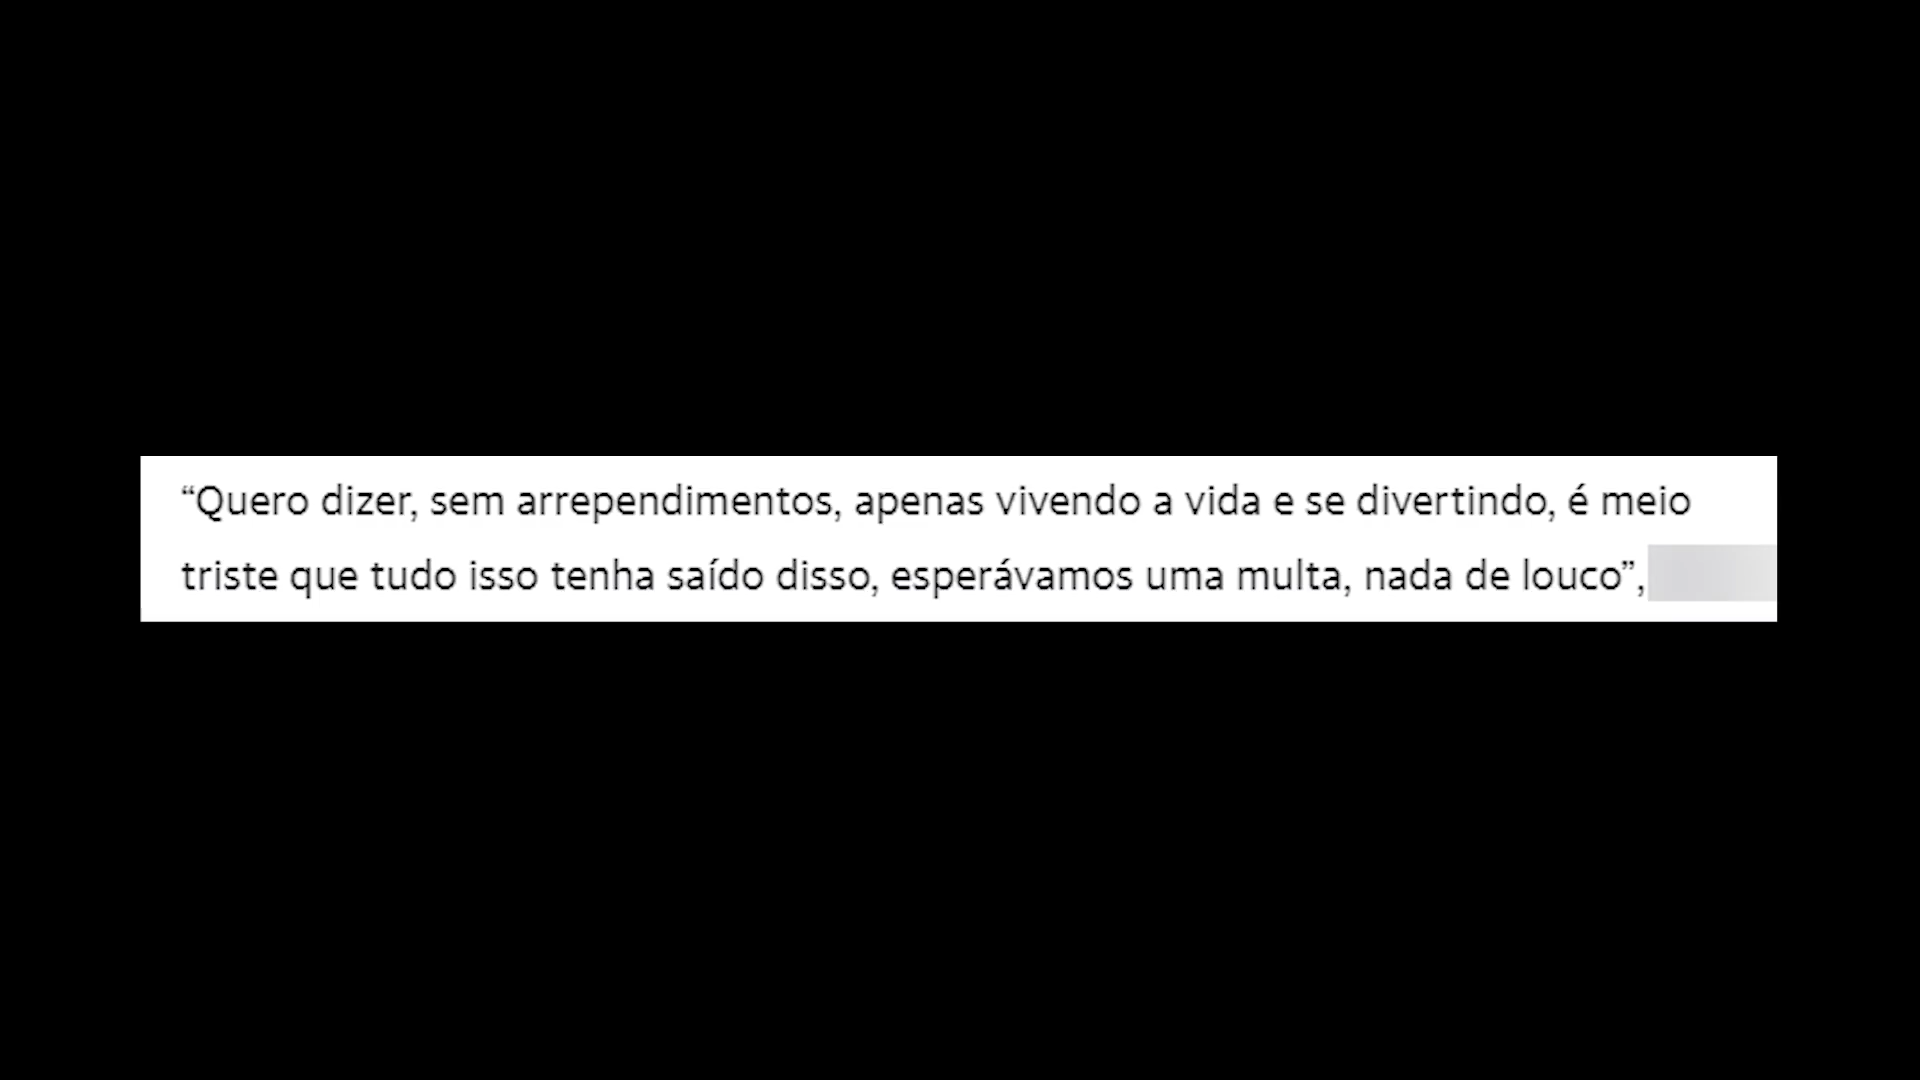 “Quero dizer, sem arrependimentos, apenas vivendo a vida e se divertindo, é meio
triste que tudo isso tenha saído disso, esperávamos uma multa, nada de louco”,